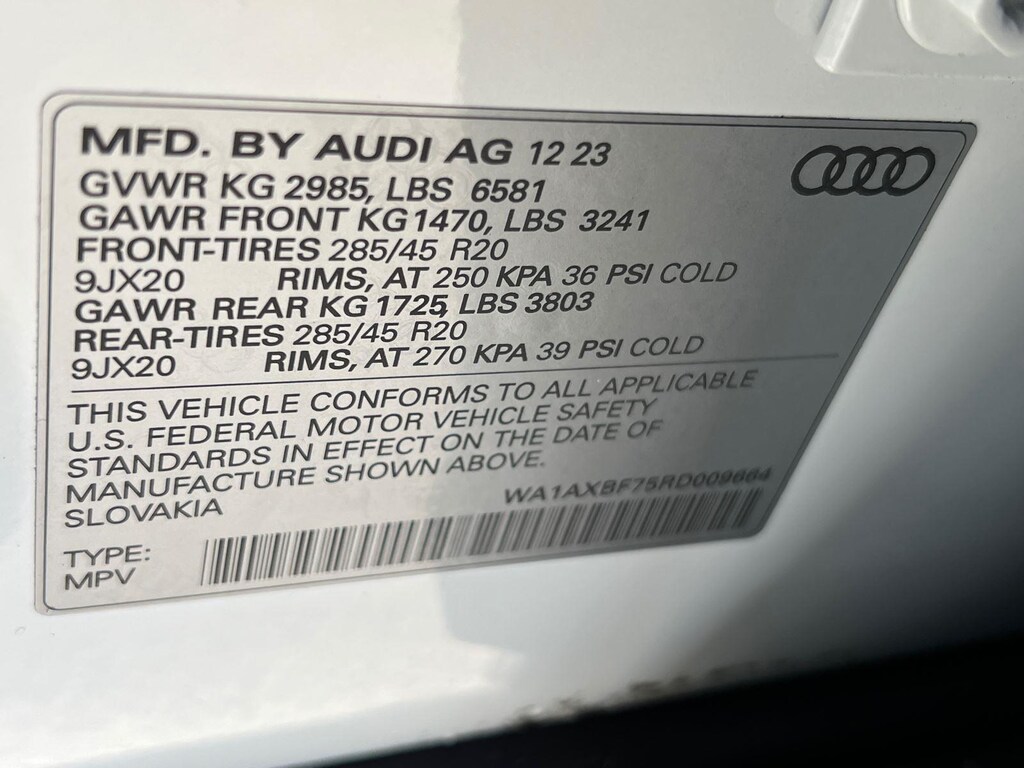 MFD. BY AUDI AG 12 23
GVWR KG 2985, LBS 6581
GAWR FRONT KG 1470, LBS 3241
FRONT-TIRES 285/45 R20
9JX20 RIMS, AT 250 KPA 36 PSI COLD
GAWR REAR KG 1725, LBS 3803
REAR-TIRES 285/45 R20
9JX20 RIMS, AT 270 KPA 39 PSI COLD
THIS VEHICLE CONFORMS TO ALL APPLICABLE
U.S. FEDERAL MOTOR VEHICLE SAFETY
STANDARDS IN EFFECT ON THE DATE OF
MANUFACTURE SHOWN ABOVE.
SLOVAKIA
WA1AXBF75RD009664
TYPE:
MPV